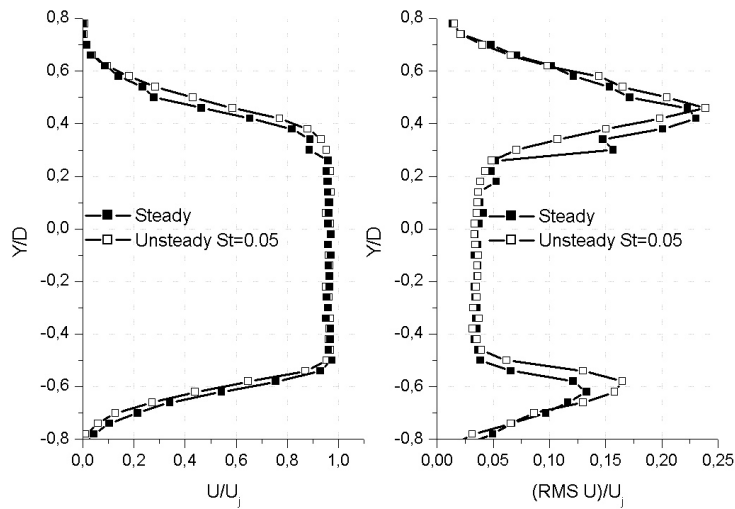 0,8
0,6
0,4
0,2
0,0
-0,2
-0,4
-0,6
-0,8
Y/D
Steady
Unsteady St=0.05
0,0 0,2 0,4 0,6 0,8 1,0
U/Uj
0,8
0,6
0,4
0,2
0,0
-0,2
-0,4
-0,6
-0,8
Y/D
Steady
Unsteady St=0.05
0,00 0,05 0,10 0,15 0,20 0,25
(RMS U)/Uj